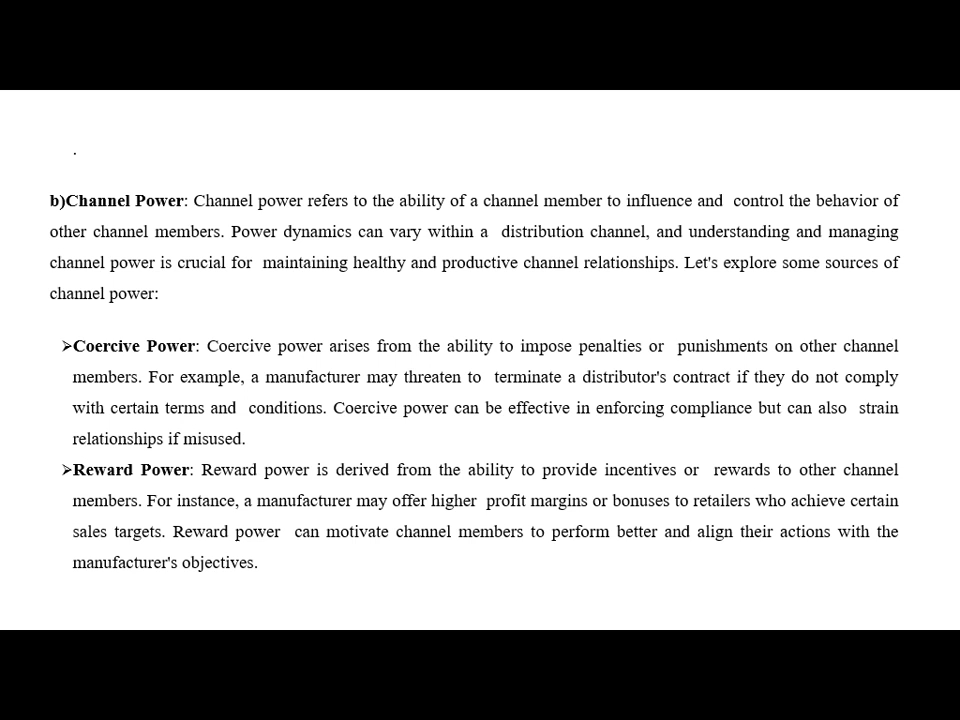 .
b)Channel Power: Channel power refers to the ability of a channel member to influence and control the behavior of
other channel members. Power dynamics can vary within a distribution channel, and understanding and managing
channel power is crucial for maintaining healthy and productive channel relationships. Let's explore some sources of
channel power:
➢Coercive Power: Coercive power arises from the ability to impose penalties or punishments on other channel
members. For example, a manufacturer may threaten to terminate a distributor's contract if they do not comply
with certain terms and conditions. Coercive power can be effective in enforcing compliance but can also strain
relationships if misused.
➢Reward Power: Reward power is derived from the ability to provide incentives or rewards to other channel
members. For instance, a manufacturer may offer higher profit margins or bonuses to retailers who achieve certain
sales targets. Reward power can motivate channel members to perform better and align their actions with the
manufacturer's objectives.